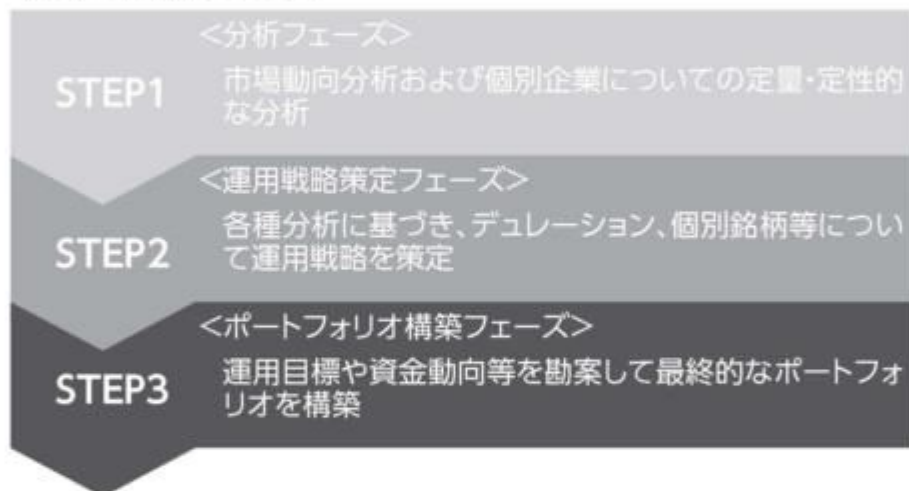 <分析フェーズ>
STEP1
市場動向分析および個別企業についての定量・定性的
な分析
<運用戦略策定フェーズ>
STEP2
各種分析に基づき、デュレーション、個別銘柄等につい
て運用戦略を策定
<ポートフォリオ構築フェーズ>
STEP3
運用目標や資金動向等を勘案して最終的なポートフォ
リオを構築